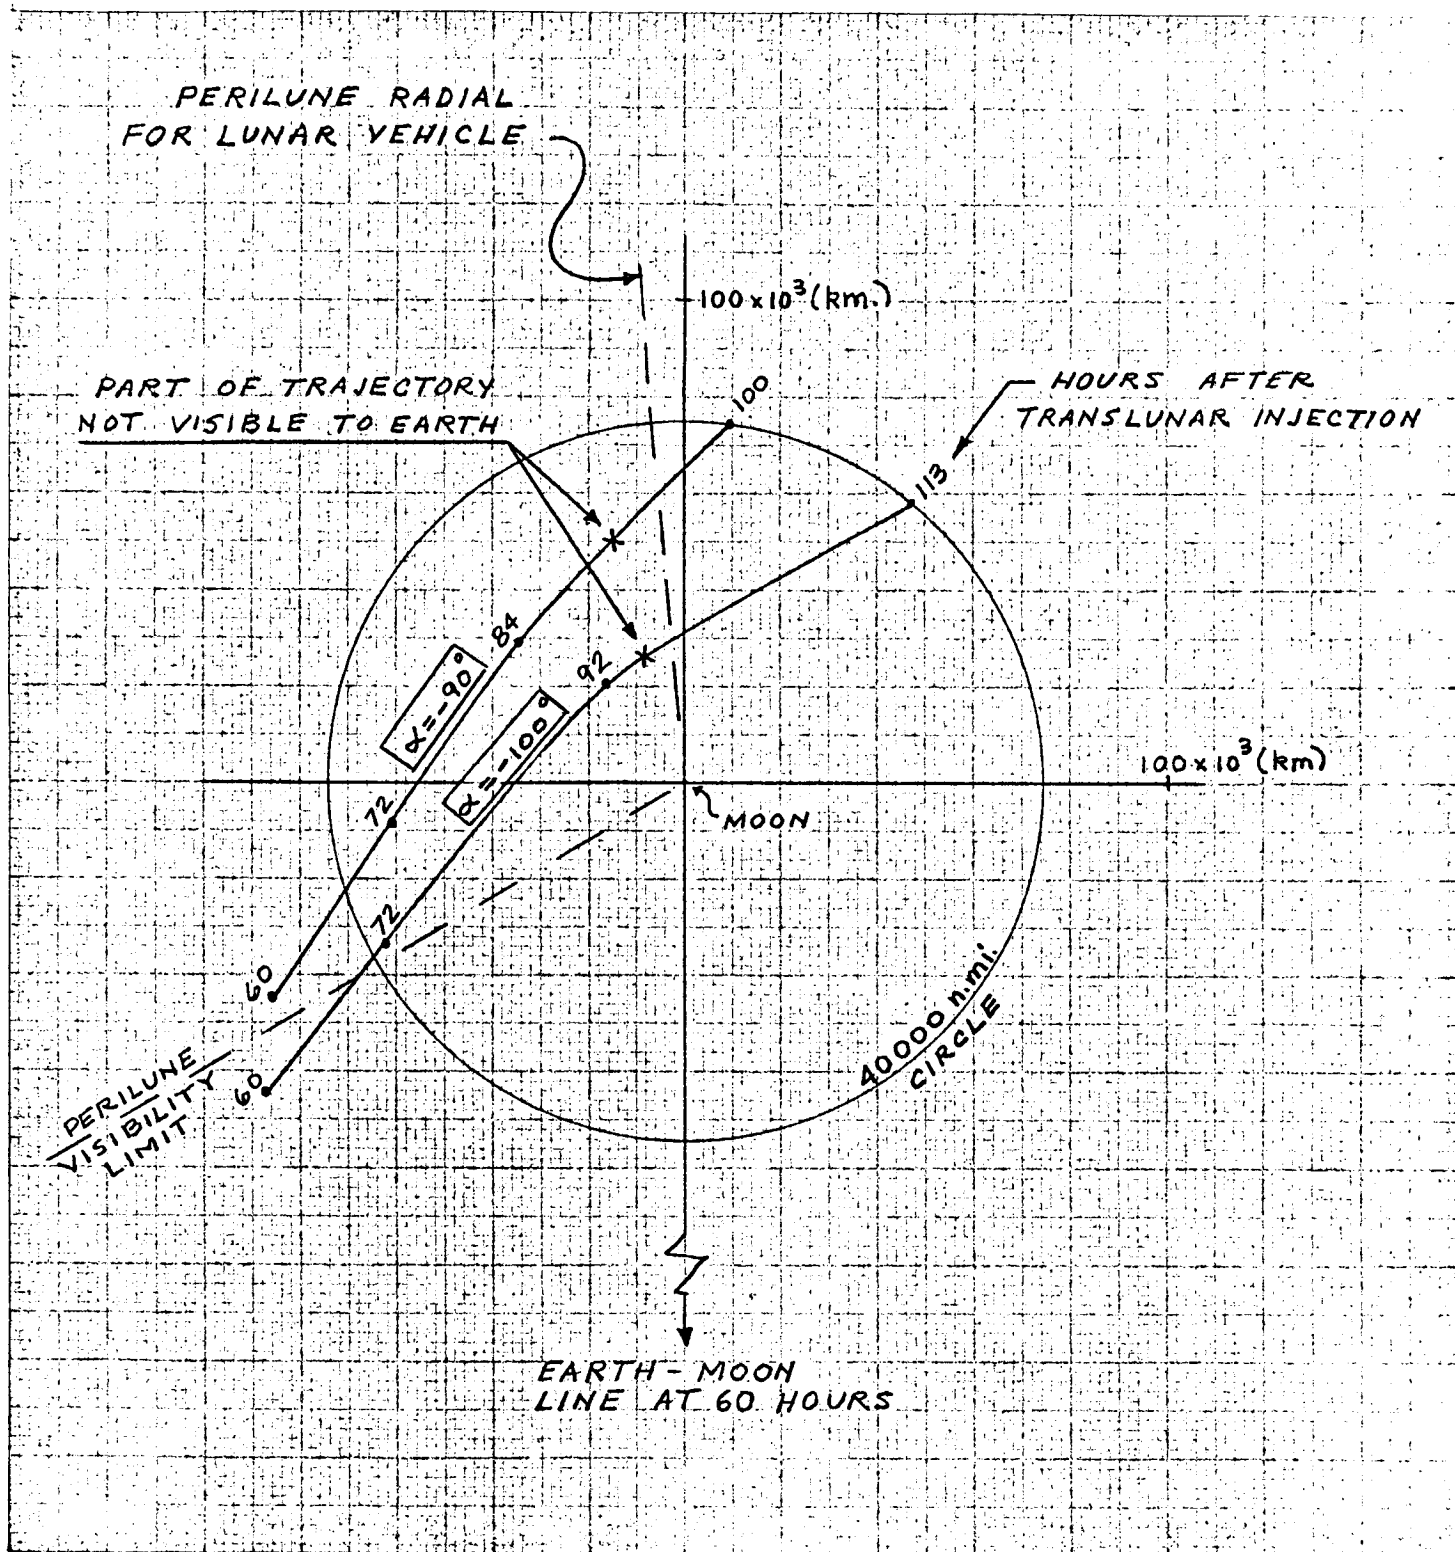 PERILUNE RADIAL
FOR LUNAR VEHICLE
100 x 10³ (km.)
PART OF TRAJECTORY
NOT VISIBLE TO EARTH
100
HOURS AFTER
TRANSLUNAR INJECTION
113
84
92
α = -90°
α = -100°
100 x 10³ (km)
72
MOON
72
60
60
PERILUNE
VISIBILITY
LIMIT
40000 n.mi.
CIRCLE
EARTH - MOON
LINE AT 60 HOURS